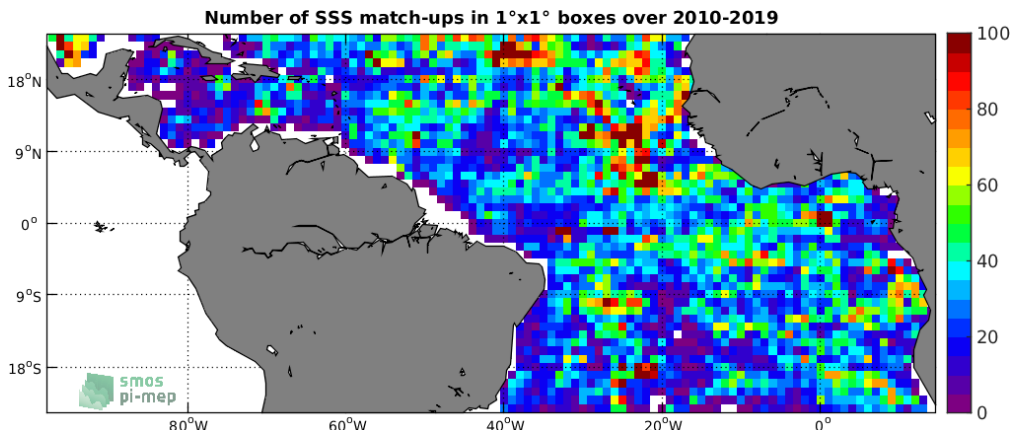 Number of SSS match-ups in 1°x1° boxes over 2010-2019
100
80
60
40
20
0
18°N
9°N
0°
9°S
18°S
80°W
60°W
40°W
20°W
0°
smos
pi-mep